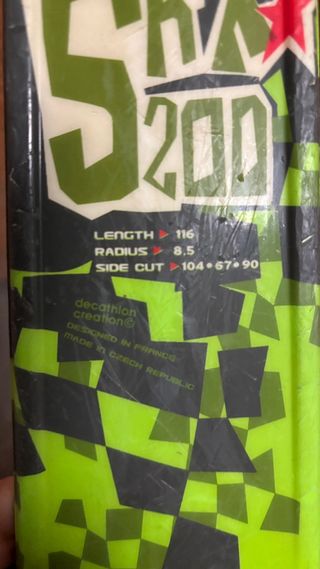 200
LENGTH ▶ 116
RADIUS ▶ 8.5
SIDE CUT ▶ 104•67•90
decathlon
creation©
DESIGNED IN FRANCE
MADE IN CZECH REPUBLIC